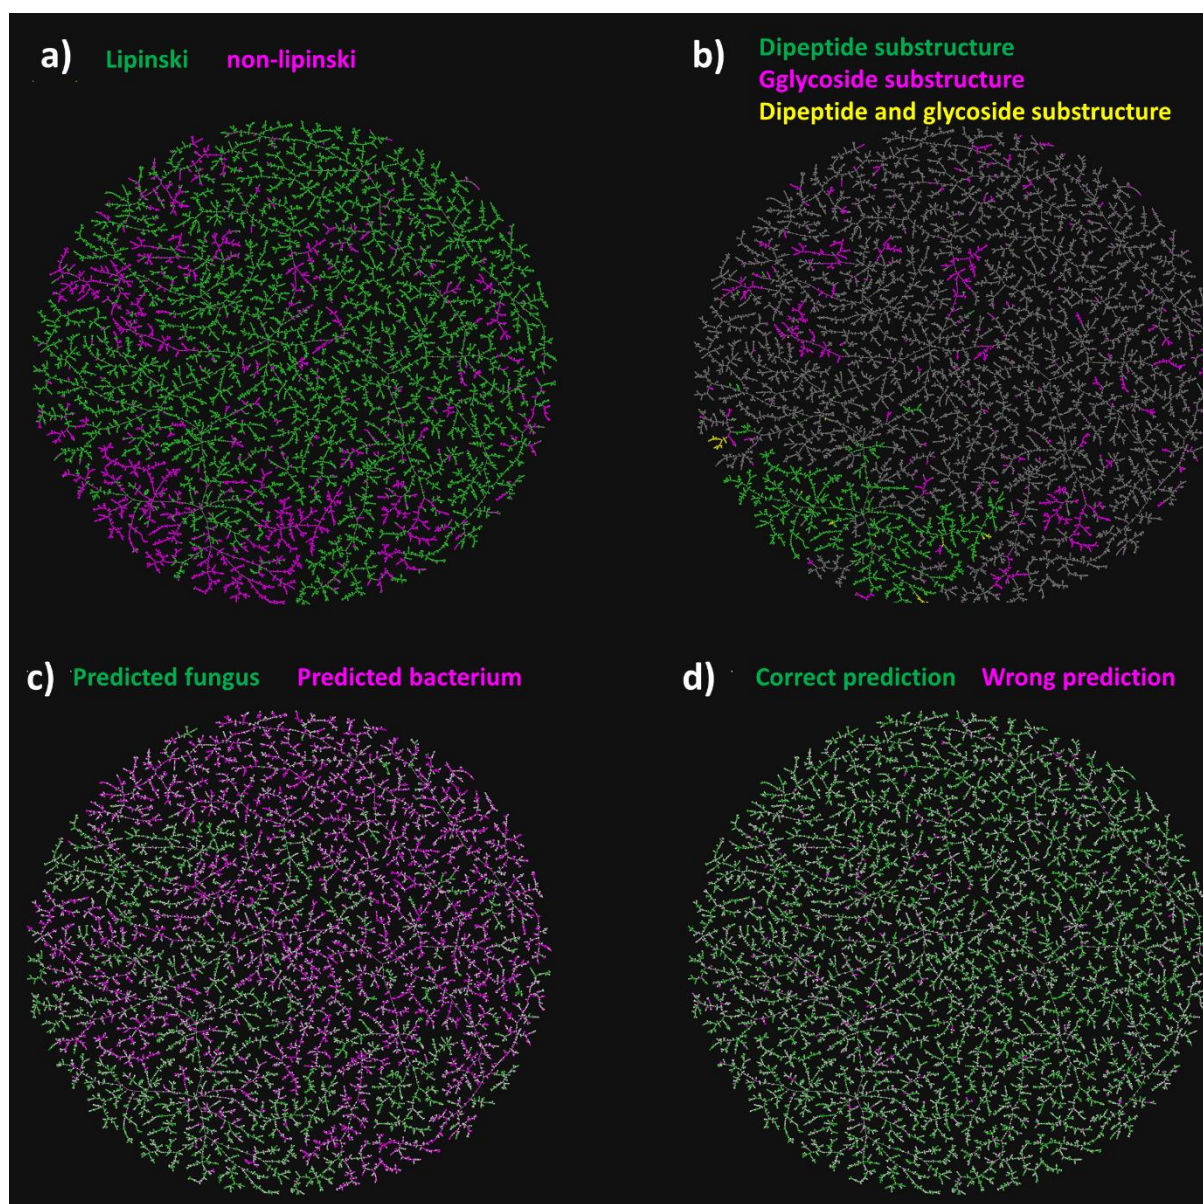 a) Lipinski non-lipinski
b) Dipeptide substructure
Gglycoside substructure
Dipeptide and glycoside substructure
c) Predicted fungus Predicted bacterium
d) Correct prediction Wrong prediction